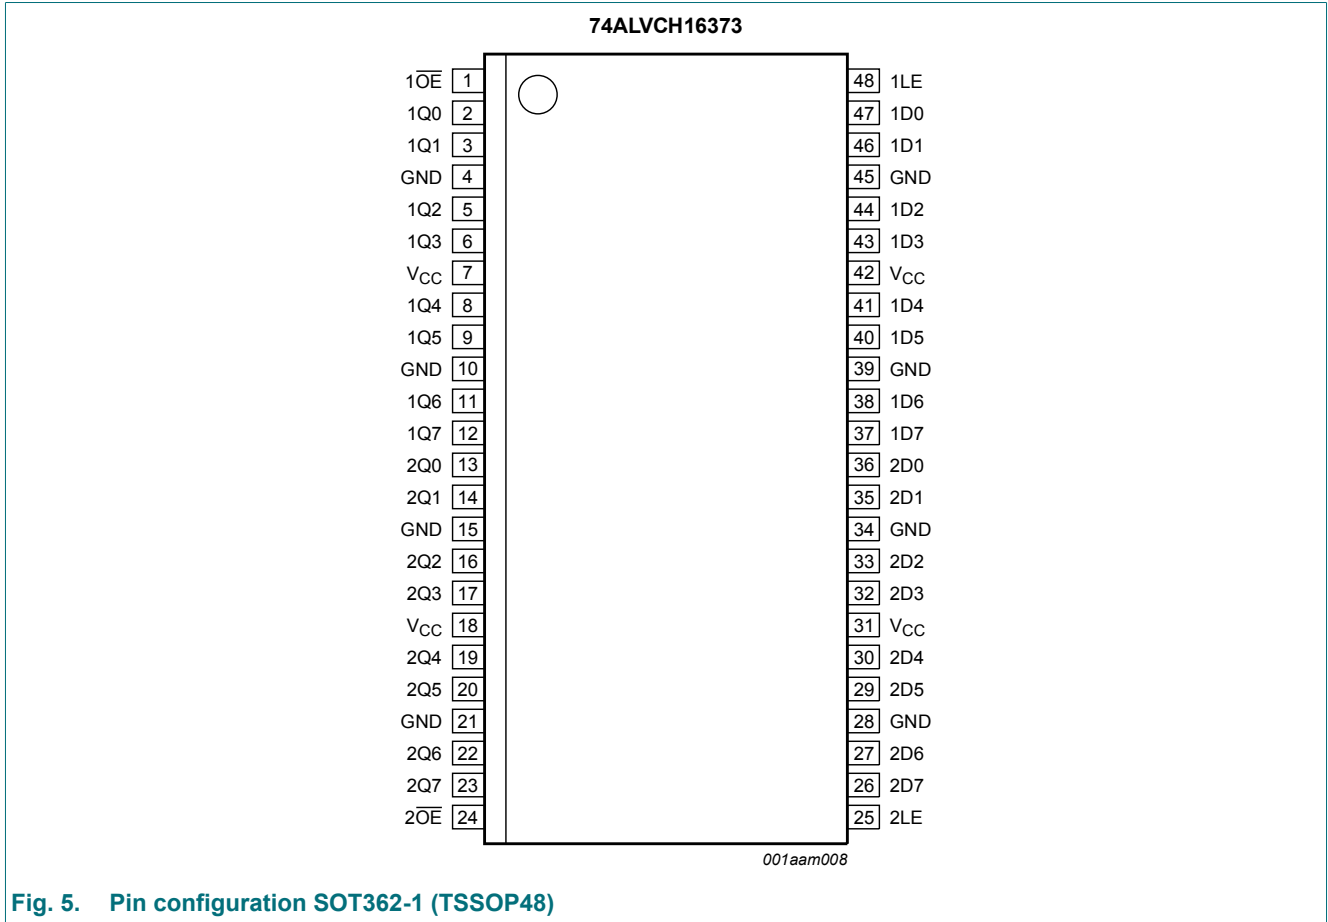 74ALVCH16373
1O̅E̅ 1 48 1LE
1Q0 2 47 1D0
1Q1 3 46 1D1
GND 4 45 GND
1Q2 5 44 1D2
1Q3 6 43 1D3
VCC 7 42 VCC
1Q4 8 41 1D4
1Q5 9 40 1D5
GND 10 39 GND
1Q6 11 38 1D6
1Q7 12 37 1D7
2Q0 13 36 2D0
2Q1 14 35 2D1
GND 15 34 GND
2Q2 16 33 2D2
2Q3 17 32 2D3
VCC 18 31 VCC
2Q4 19 30 2D4
2Q5 20 29 2D5
GND 21 28 GND
2Q6 22 27 2D6
2Q7 23 26 2D7
2O̅E̅ 24 25 2LE
001aam008
Fig. 5. Pin configuration SOT362-1 (TSSOP48)